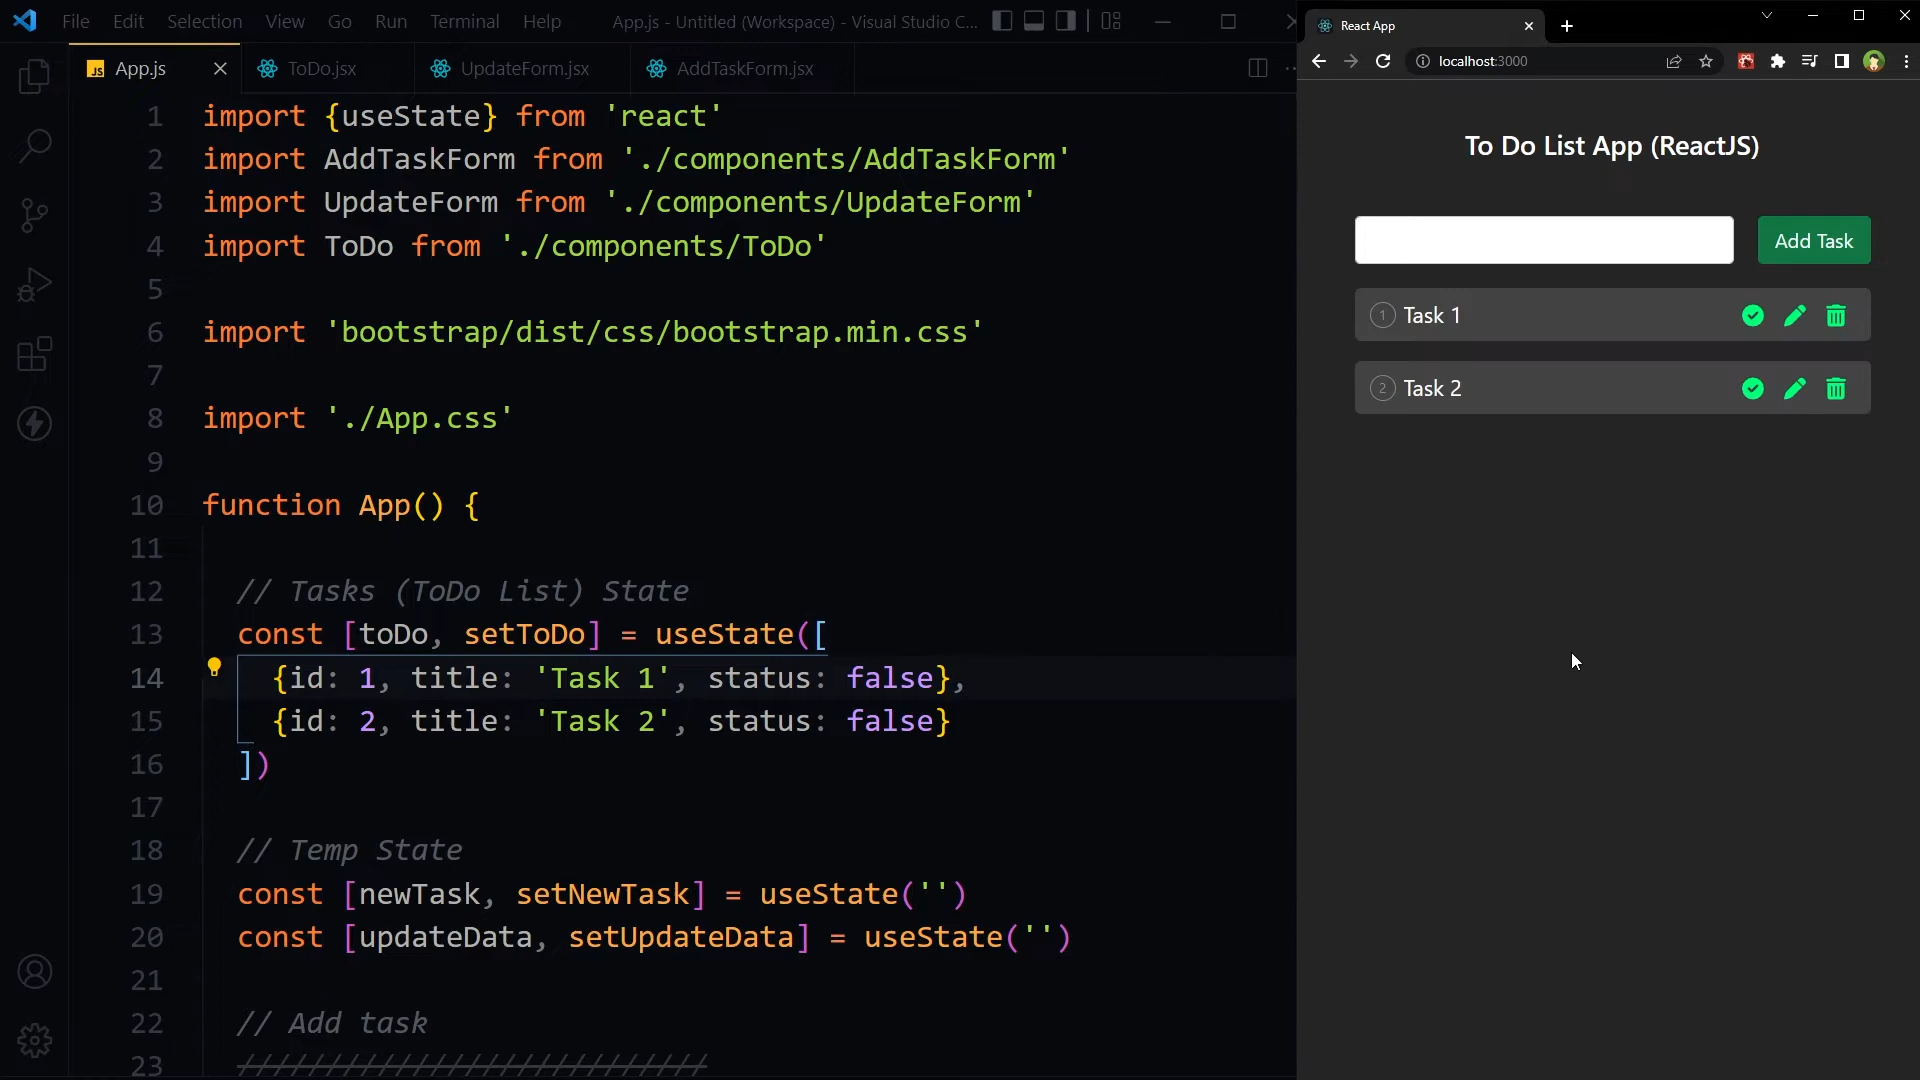 File Edit Selection View Go Run Terminal Help App.js - Untitled (Workspace) - Visual Studio C...
JS App.js ToDo.jsx UpdateForm.jsx AddTaskForm.jsx
1 import {useState} from 'react'
2 import AddTaskForm from './components/AddTaskForm'
3 import UpdateForm from './components/UpdateForm'
4 import ToDo from './components/ToDo'
5
6 import 'bootstrap/dist/css/bootstrap.min.css'
7
8 import './App.css'
9
10 function App() {
11
12 // Tasks (ToDo List) State
13 const [toDo, setToDo] = useState([
14 {id: 1, title: 'Task 1', status: false},
15 {id: 2, title: 'Task 2', status: false}
16 ])
17
18 // Temp State
19 const [newTask, setNewTask] = useState('')
20 const [updateData, setUpdateData] = useState('')
21
22 // Add task
23 ///////////////////////////
React App
localhost:3000
To Do List App (ReactJS)
Add Task
1 Task 1
2 Task 2